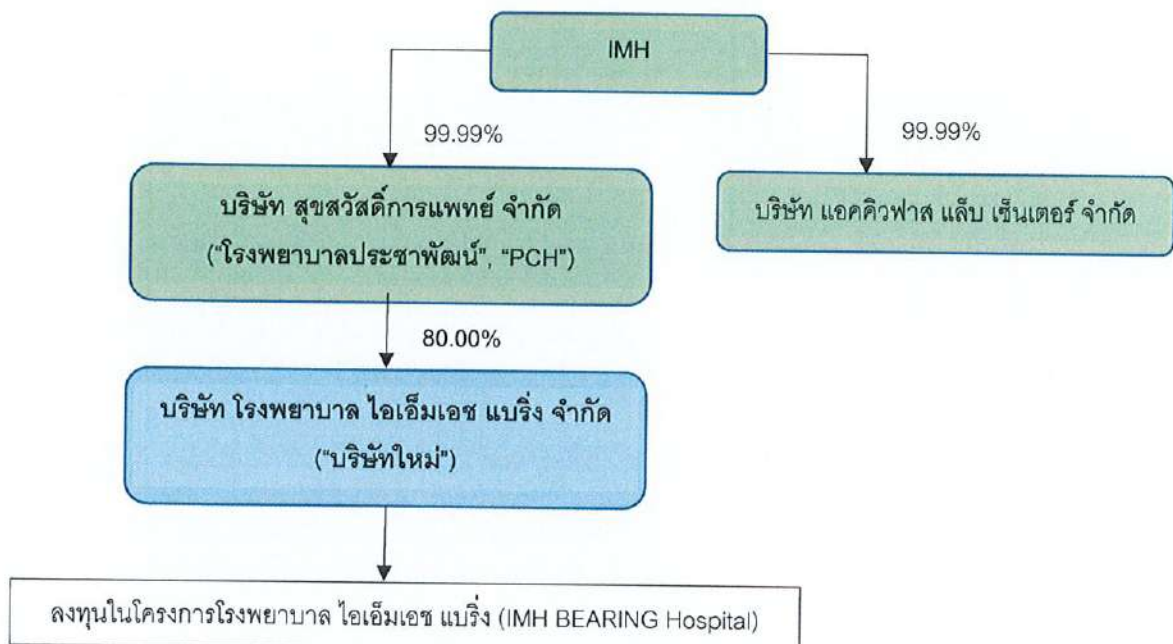 IMH
99.99%
99.99%
บริษัท สุขสวัสดิ์การแพทย์ จำกัด
("โรงพยาบาลประชาพัฒน์", "PCH")
บริษัท แอคคิวฟาส แล็บ เซ็นเตอร์ จำกัด
80.00%
บริษัท โรงพยาบาล ไอเอ็มเอช แบริ่ง จำกัด
("บริษัทใหม่")
ลงทุนในโครงการโรงพยาบาล ไอเอ็มเอช แบริ่ง (IMH BEARING Hospital)